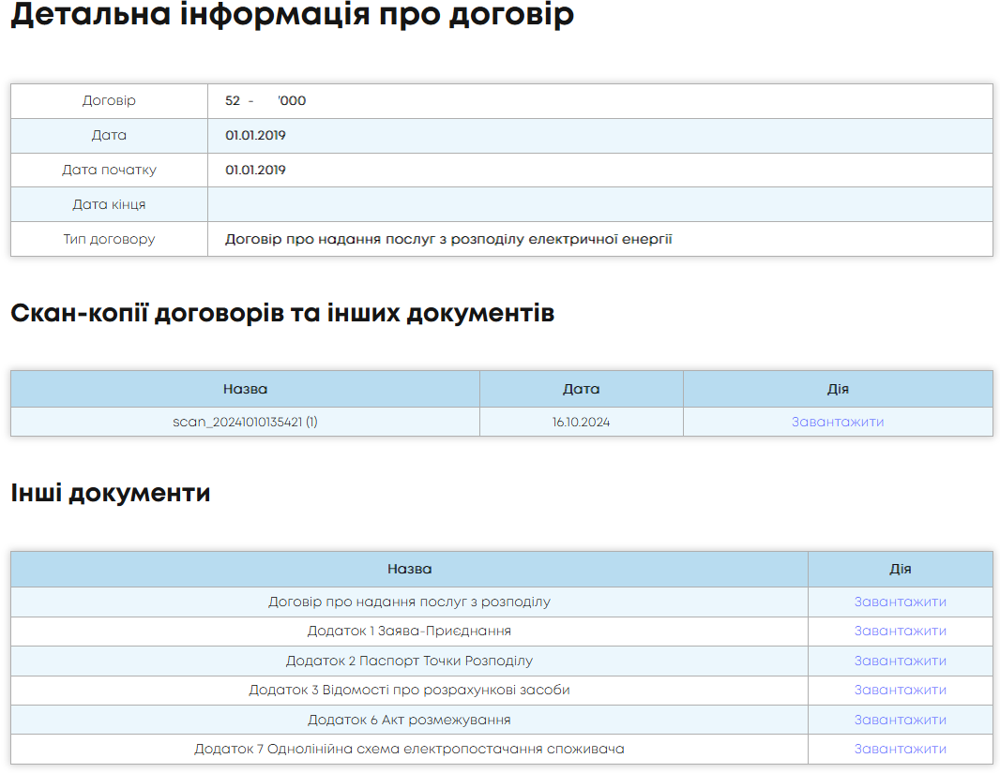 Детальна інформація про договір
Договір 52 - '000
Дата 01.01.2019
Дата початку 01.01.2019
Дата кінця
Тип договору Договір про надання послуг з розподілу електричної енергії
Скан-копії договорів та інших документів
Назва Дата Дія
scan_20241010135421 (1) 16.10.2024 Завантажити
Інші документи
Назва Дія
Договір про надання послуг з розподілу Завантажити
Додаток 1 Заява-Приєднання Завантажити
Додаток 2 Паспорт Точки Розподілу Завантажити
Додаток 3 Відомості про розрахункові засоби Завантажити
Додаток 6 Акт розмежування Завантажити
Додаток 7 Однолінійна схема електропостачання споживача Завантажити